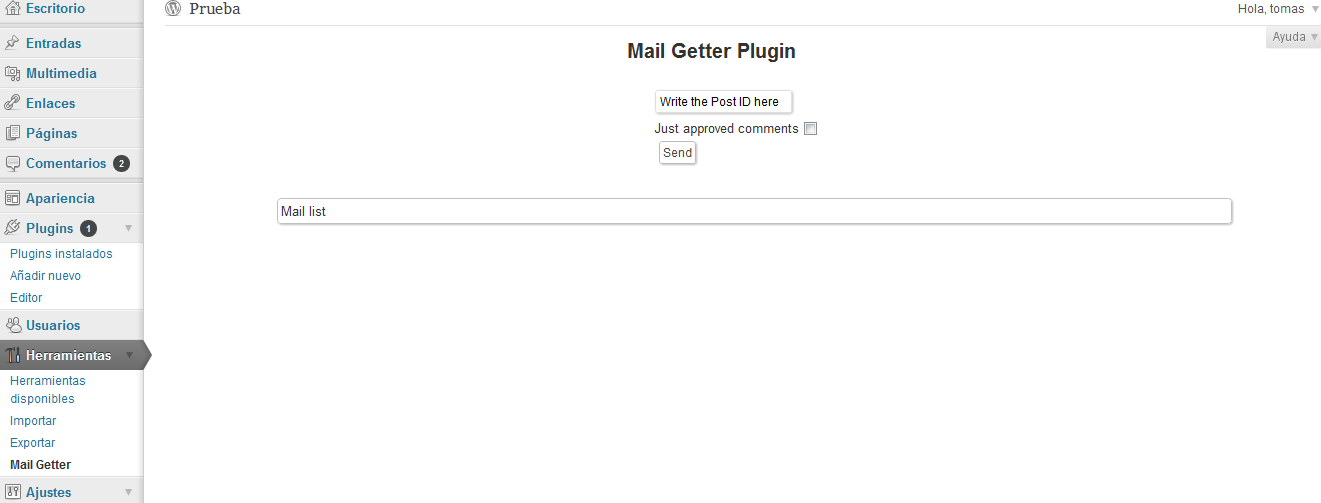 Escritorio
Entradas
Multimedia
Enlaces
Páginas
Comentarios 2
Apariencia
Plugins 1
Plugins instalados
Añadir nuevo
Editor
Usuarios
Herramientas
Herramientas
disponibles
Importar
Exportar
Mail Getter
Ajustes
Prueba
Hola, tomas
Ayuda
Mail Getter Plugin
Write the Post ID here
Just approved comments
Send
Mail list